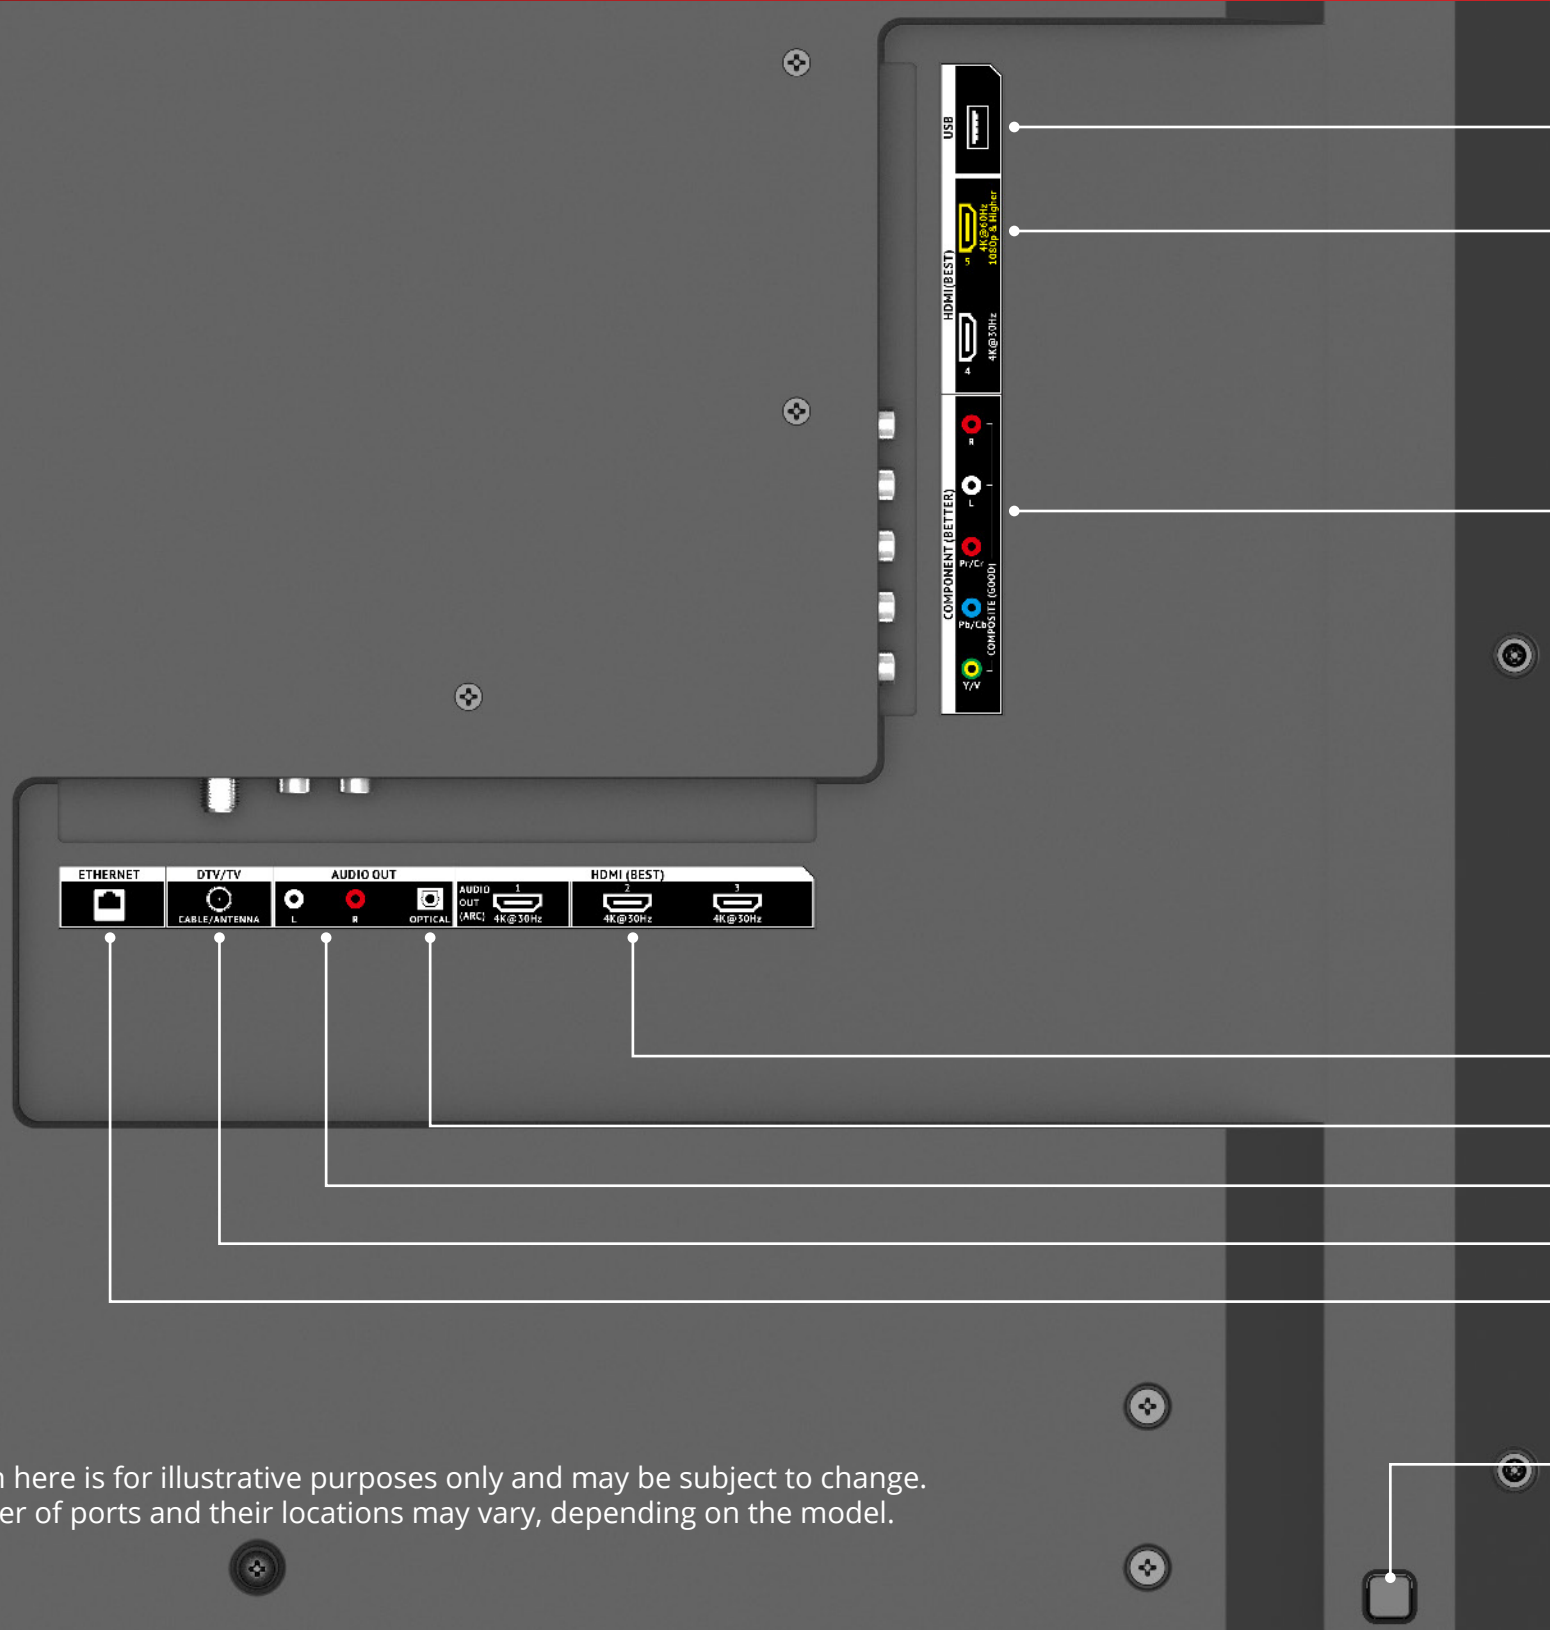 USB
HDMI(BEST)
5
4K@60Hz
1080p & Higher
4
4K@30Hz
COMPONENT (BETTER)
R
L
Pr/Cr
Pb/Cb
Y/V
COMPOSITE (GOOD)
ETHERNET
DTV/TV
CABLE/ANTENNA
AUDIO OUT
L
R
OPTICAL
AUDIO
OUT
(ARC)
1
4K@30Hz
HDMI (BEST)
2
4K@30Hz
3
4K@30Hz
here is for illustrative purposes only and may be subject to change.
of ports and their locations may vary, depending on the model.